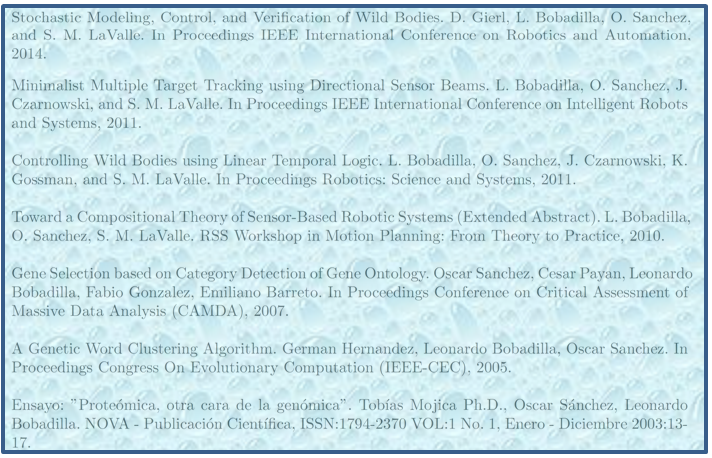 Stochastic Modeling, Control, and Verification of Wild Bodies. D. Gierl, L. Bobadilla, O. Sanchez,
and S. M. LaValle. In Proceedings IEEE International Conference on Robotics and Automation,
2014.
Minimalist Multiple Target Tracking using Directional Sensor Beams, L. Bobadilla, O. Sanchez, J.
Czarnowski, and S. M. LaValle. In Proceedings IEEE International Conference on Intelligent Robots
and Systems, 2011.
Controlling Wild Bodies using Linear Temporal Logic. L. Bobadilla, O. Sanchez, J. Czarnowski, K.
Gossman, and S. M. LaValle. In Proceedings Robotics: Science and Systems, 2011.
Toward a Compositional Theory of Sensor-Based Robotic Systems (Extended Abstract). L. Bobadilla,
O. Sanchez, S. M. LaValle. RSS Workshop in Motion Planning: From Theory to Practice, 2010.
Gene Selection based on Category Detection of Gene Ontology. Oscar Sanchez, Cesar Payan, Leonardo
Bobadilla, Fabio Gonzalez, Emiliano Barreto. In Proceedings Conference on Critical Assessment of
Massive Data Analysis (CAMDA), 2007.
A Genetic Word Clustering Algorithm. German Hernandez, Leonardo Bobadilla, Oscar Sanchez. In
Proceedings Congress On Evolutionary Computation (IEEE-CEC), 2005.
Ensayo: "Proteómica, otra cara de la genómica". Tobías Mojica Ph.D., Oscar Sánchez, Leonardo
Bobadilla. NOVA - Publicación Científica, ISSN:1794-2370 VOL:1 No. 1, Enero - Diciembre 2003:13-
17.